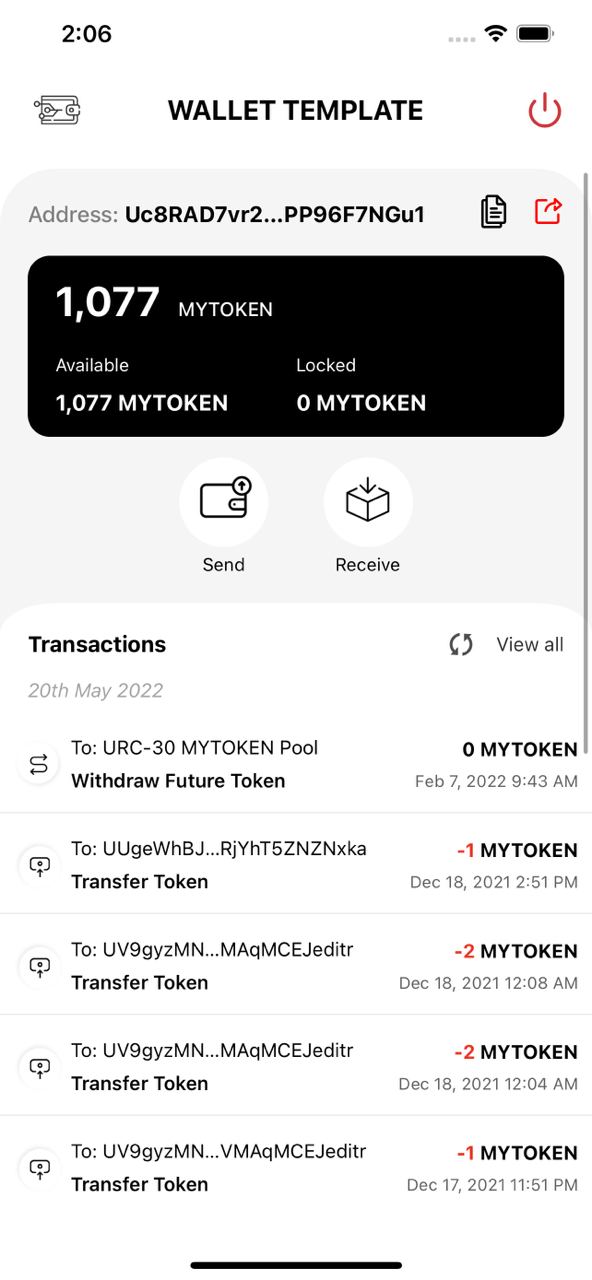 2:06
WALLET TEMPLATE
Address: Uc8RAD7vr2...PP96F7NGu1
1,077 MYTOKEN
Available Locked
1,077 MYTOKEN 0 MYTOKEN
Send Receive
Transactions View all
20th May 2022
To: URC-30 MYTOKEN Pool 0 MYTOKEN
Withdraw Future Token Feb 7, 2022 9:43 AM
To: UUgeWhBJ...RjYhT5ZNZNxka -1 MYTOKEN
Transfer Token Dec 18, 2021 2:51 PM
To: UV9gyzMN...MAqMCEJeditr -2 MYTOKEN
Transfer Token Dec 18, 2021 12:08 AM
To: UV9gyzMN...MAqMCEJeditr -2 MYTOKEN
Transfer Token Dec 18, 2021 12:04 AM
To: UV9gyzMN...VMAqMCEJeditr -1 MYTOKEN
Transfer Token Dec 17, 2021 11:51 PM